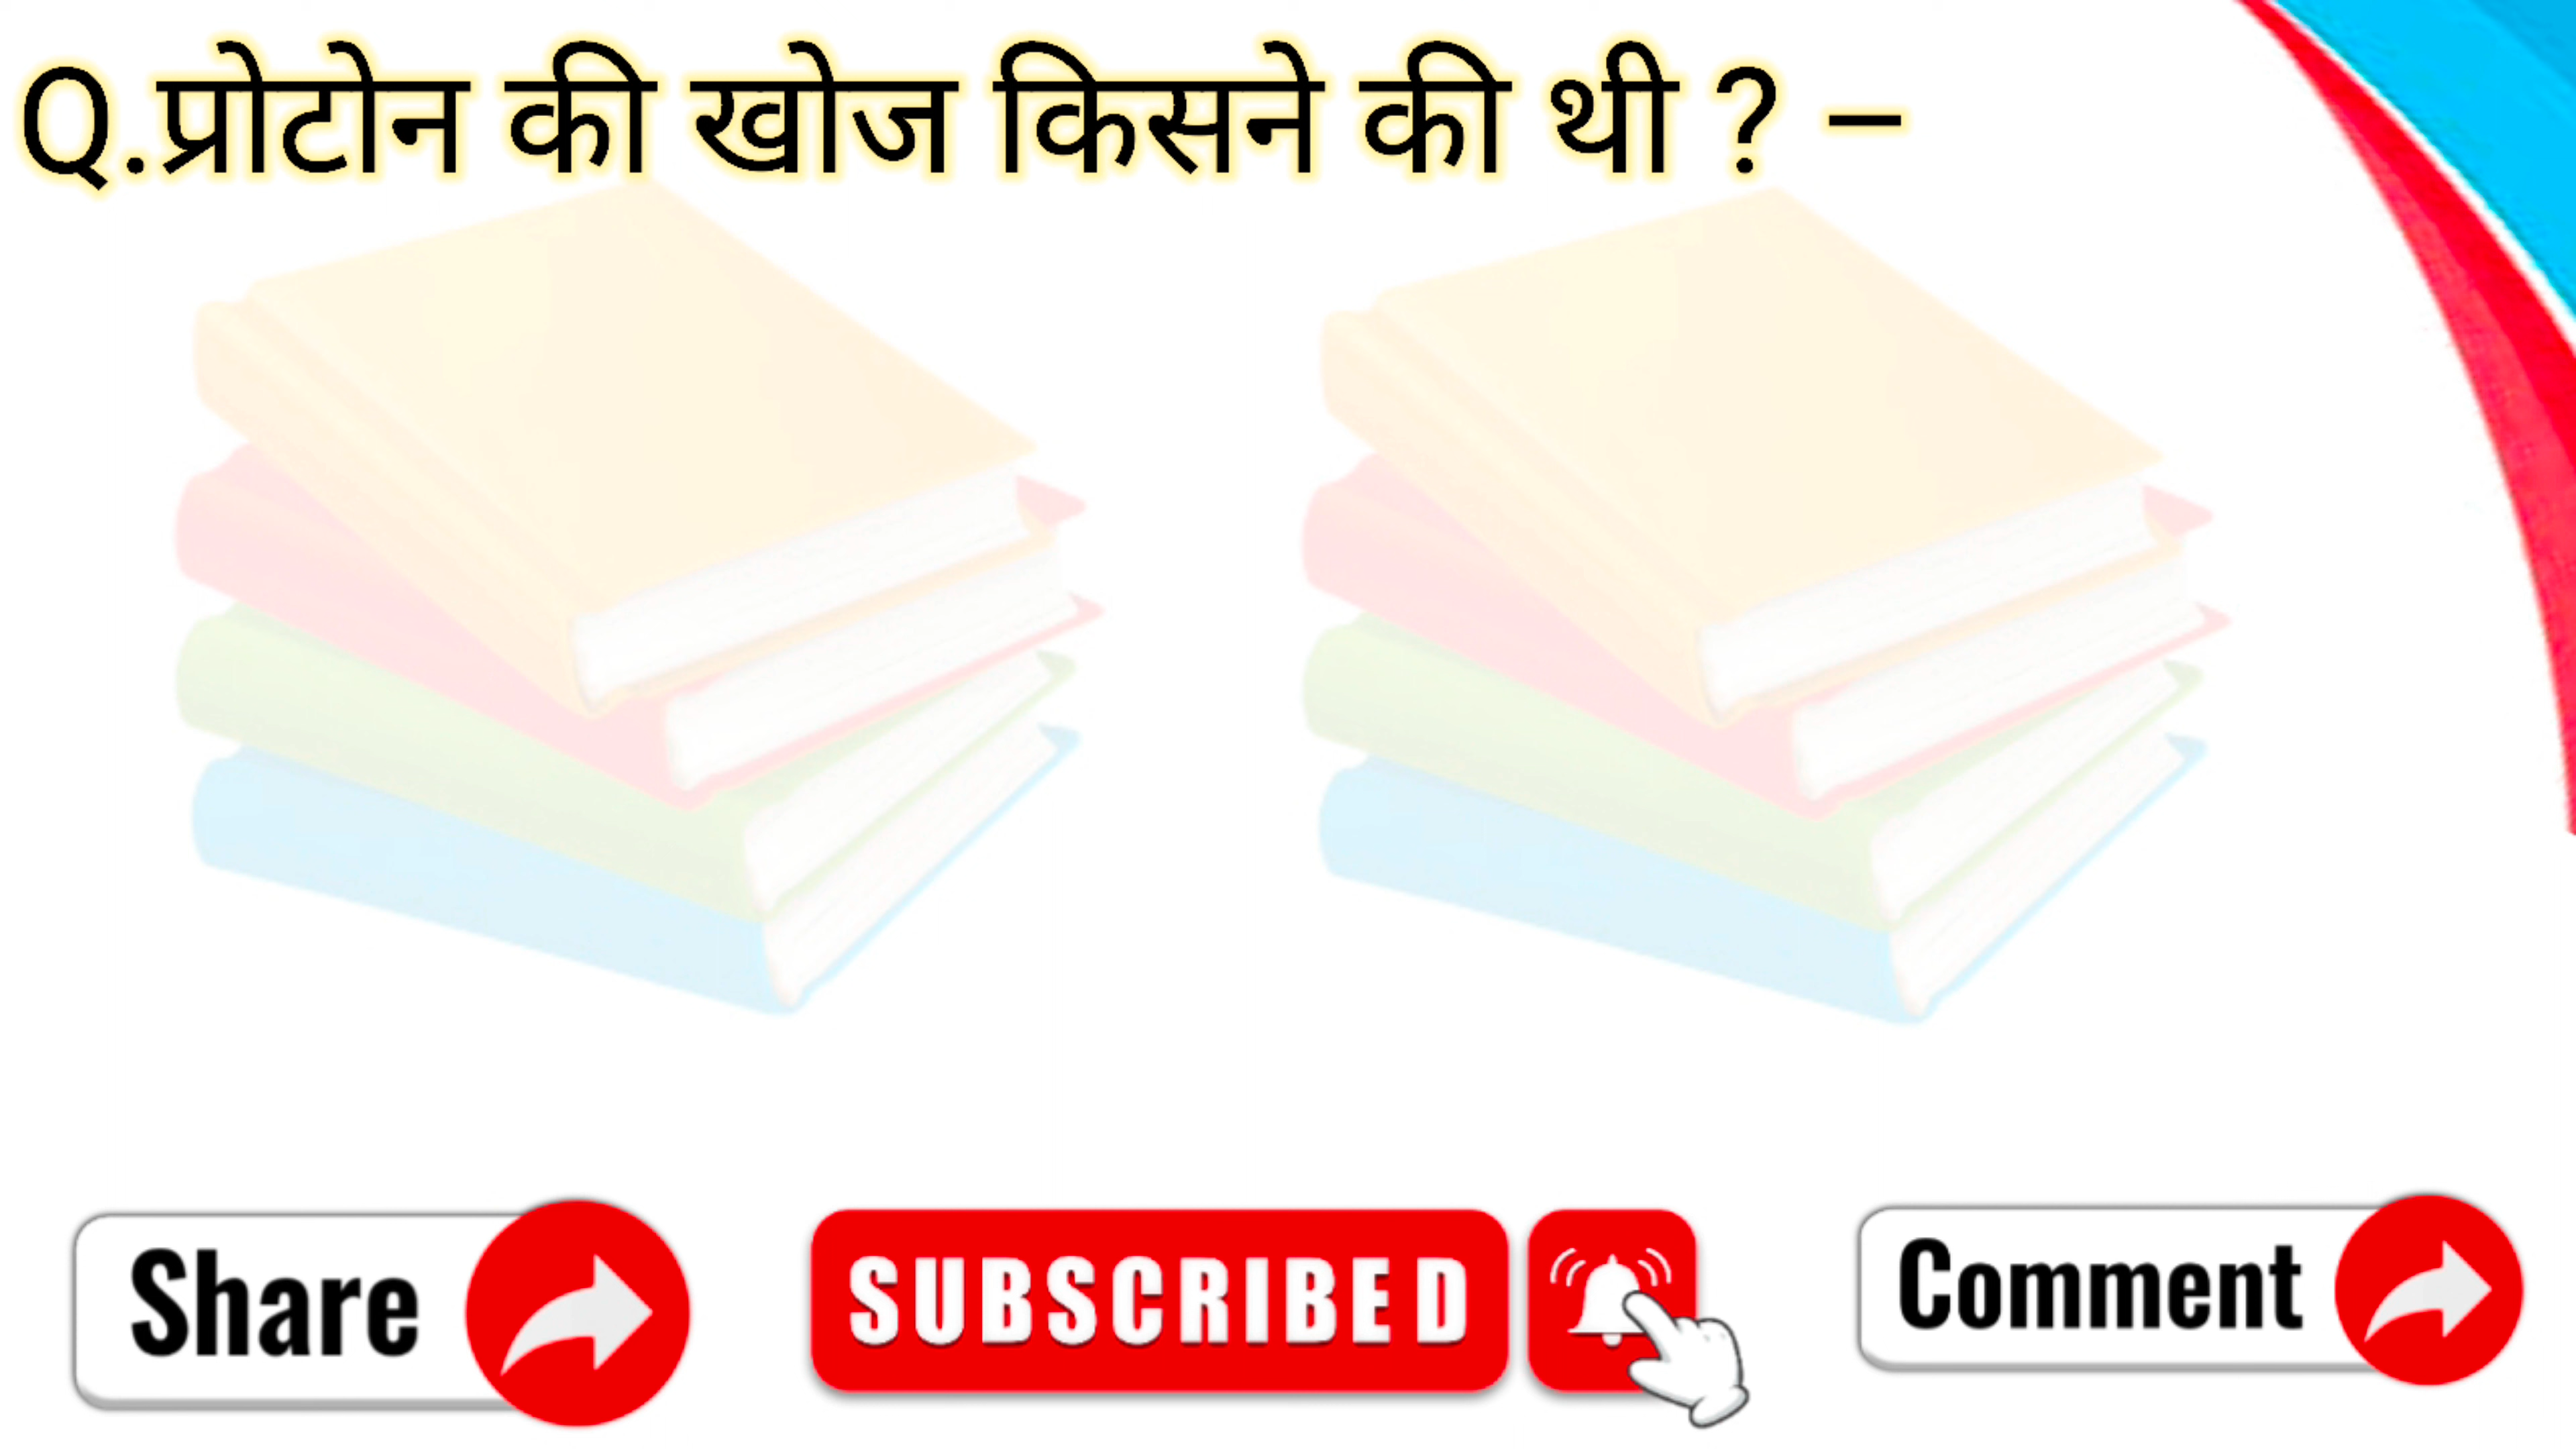 Q.प्रोटोन की खोज किसने की थी ? –
Share
SUBSCRIBED
Comment